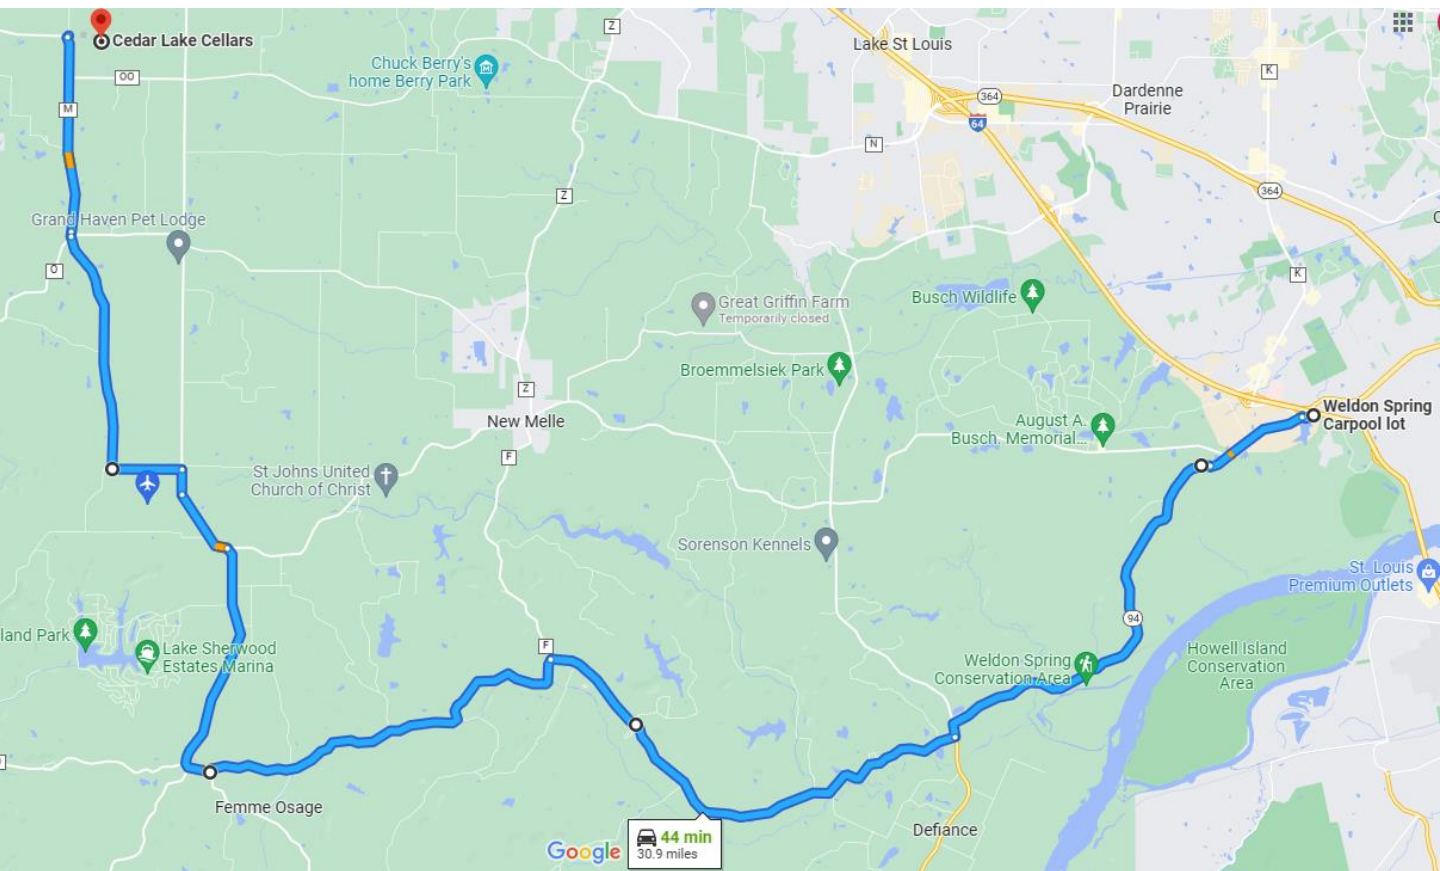 Z
Cedar Lake Cellars
Lake St Louis
OO
Chuck Berry's
home Berry Park
K
364
Dardenne
Prairie
M
64
N
Z
364
Grand Haven Pet Lodge
O
K
Great Griffin Farm
Temporarily closed
Busch Wildlife
Broemmelsiek Park
Z
New Melle
Weldon Spring
Carpool lot
August A.
Busch. Memorial...
F
St Johns United
Church of Christ
Sorenson Kennels
St. Louis
Premium Outlets
94
land Park
Lake Sherwood
Estates Marina
F
Weldon Spring
Conservation Area
Howell Island
Conservation
Area
Femme Osage
Defiance
Google
44 min
30.9 miles